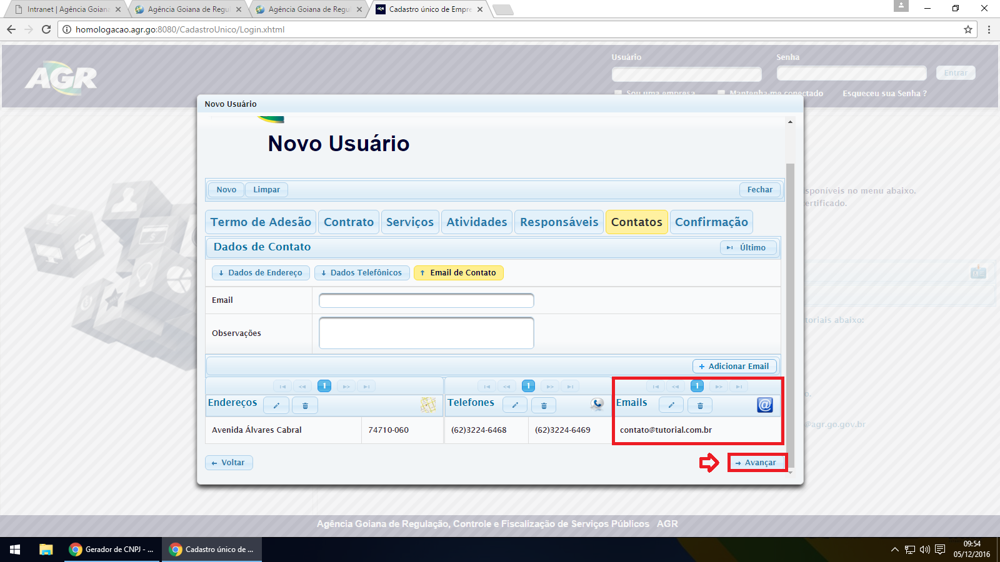 Intranet | Agência Goiana
Agência Goiana de Regul
Agência Goiana de Regul
Cadastro único de Empre
homologacao.agr.go:8080/CadastroUnico/Login.xhtml
AGR
Usuário
Senha
Entrar
Sou uma empresa
Mantenha-me conectado
Esqueceu sua Senha ?
Novo Usuário
Novo Usuário
Novo
Limpar
Fechar
sponíveis no menu abaixo.
ertificado.
Termo de Adesão
Contrato
Serviços
Atividades
Responsáveis
Contatos
Confirmação
Dados de Contato
Último
Dados de Endereço
Dados Telefônicos
Email de Contato
Email
toriais abaixo:
Observações
+ Adicionar Email
1
1
1
Endereços
Telefones
Emails
@
Avenida Álvares Cabral
74710-060
(62)3224-6468
(62)3224-6469
contato@tutorial.com.br
@agr.go.gov.br
Voltar
Avançar
Agência Goiana de Regulação, Controle e Fiscalização de Serviços Públicos AGR
Gerador de CNPJ - ...
Cadastro único de ...
09:54
05/12/2016